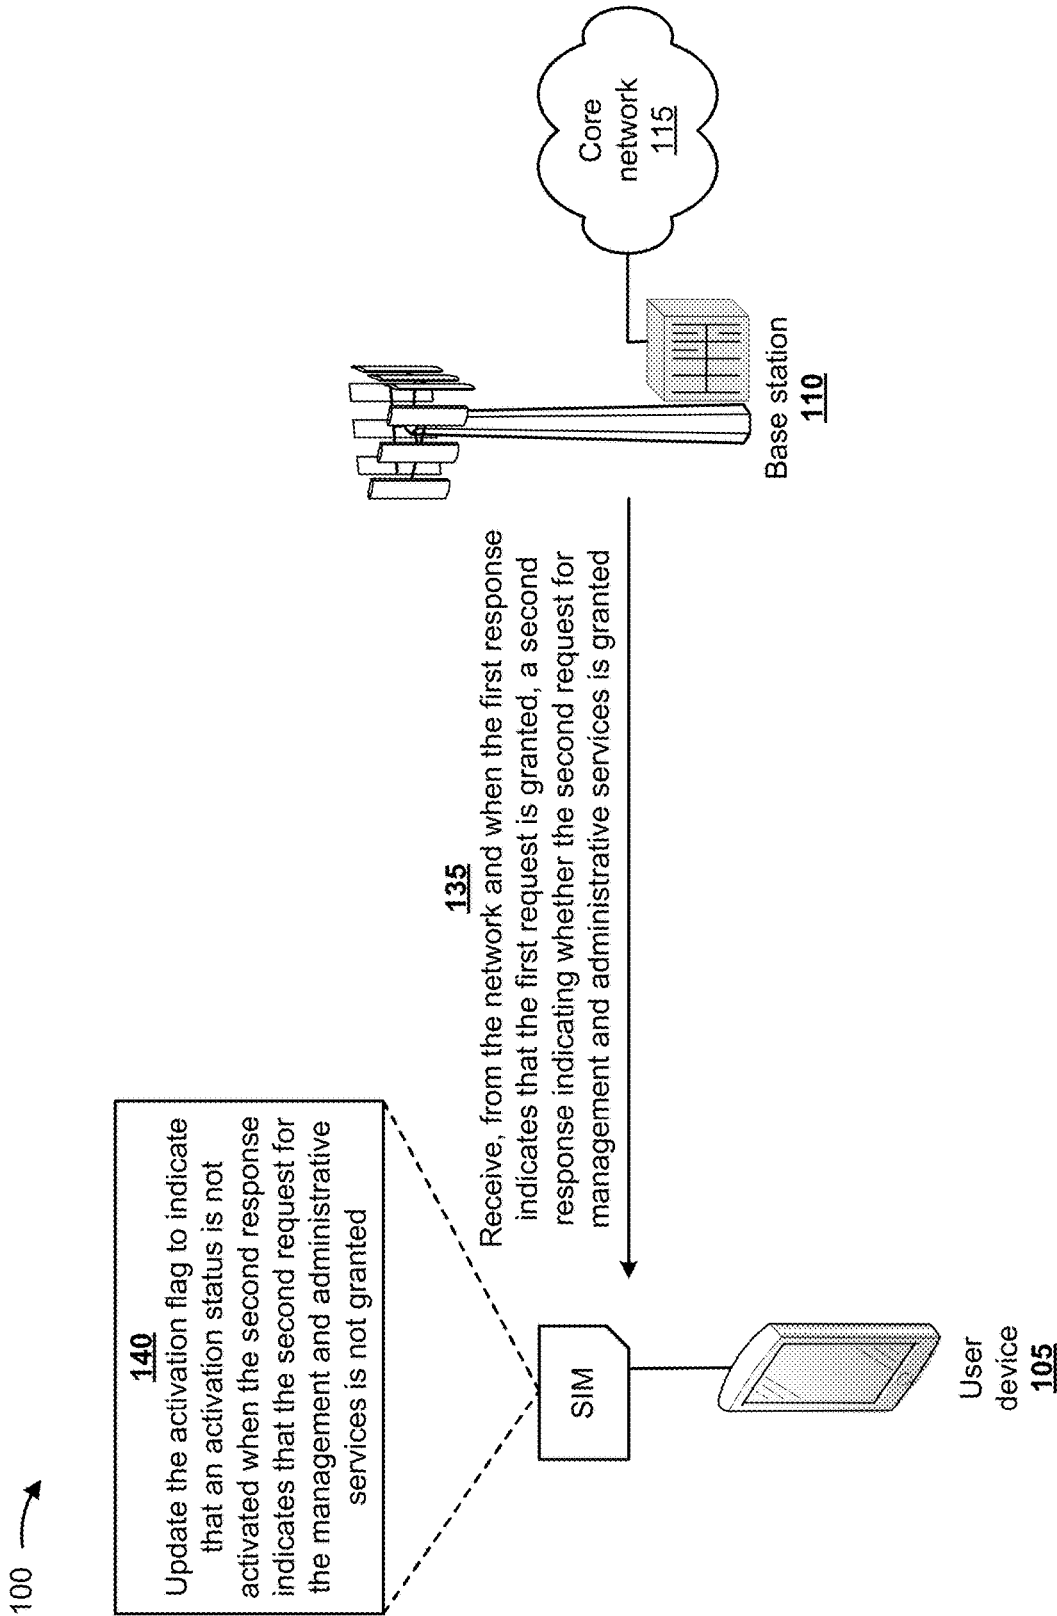 100
140
Update the activation flag to indicate
that an activation status is not
activated when the second response
indicates that the second request for
the management and administrative
services is not granted
135
Receive, from the network and when the first response
indicates that the first request is granted, a second
response indicating whether the second request for
management and administrative services is granted
SIM
User
device
105
Base station
110
Core
network
115